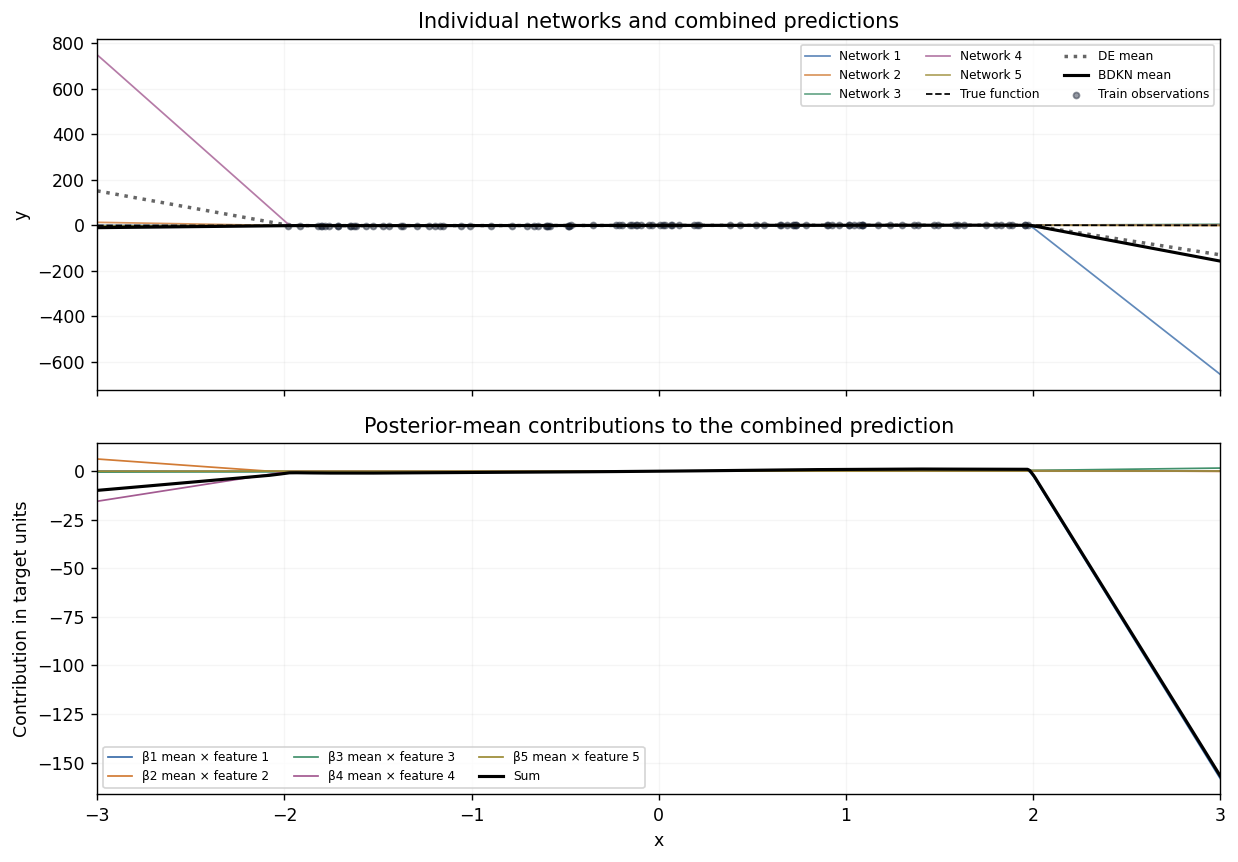 Individual networks and combined predictions
800
600
400
200
0
−200
−400
−600
y
Network 1
Network 2
Network 3
Network 4
Network 5
True function
DE mean
BDKN mean
Train observations
Posterior-mean contributions to the combined prediction
0
−25
−50
−75
−100
−125
−150
Contribution in target units
β1 mean × feature 1
β2 mean × feature 2
β3 mean × feature 3
β4 mean × feature 4
β5 mean × feature 5
Sum
−3
−2
−1
0
1
2
3
x